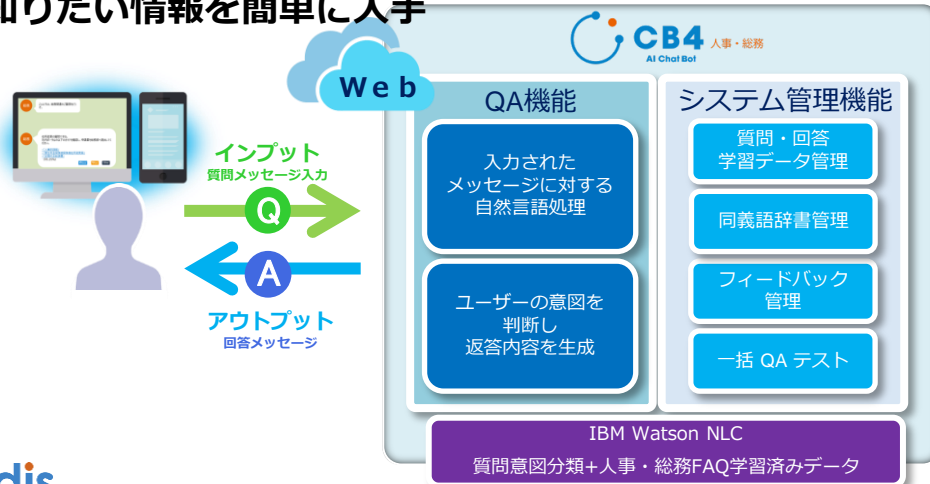 知りたい情報を簡単に入手
CB4 人事・総務
AI Chat Bot
Web
QA機能
システム管理機能
入力された
メッセージに対する
自然言語処理
ユーザーの意図を
判断し
返答内容を生成
質問・回答
学習データ管理
同義語辞書管理
フィードバック
管理
一括 QA テスト
インプット
質問メッセージ入力
Q
A
アウトプット
回答メッセージ
IBM Watson NLC
質問意図分類+人事・総務FAQ学習済みデータ
dis